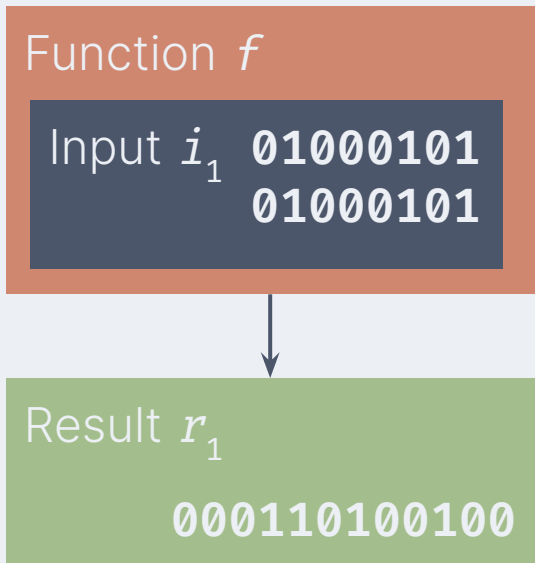 Function f
Input i₁ 01000101
01000101
Result r₁
000110100100